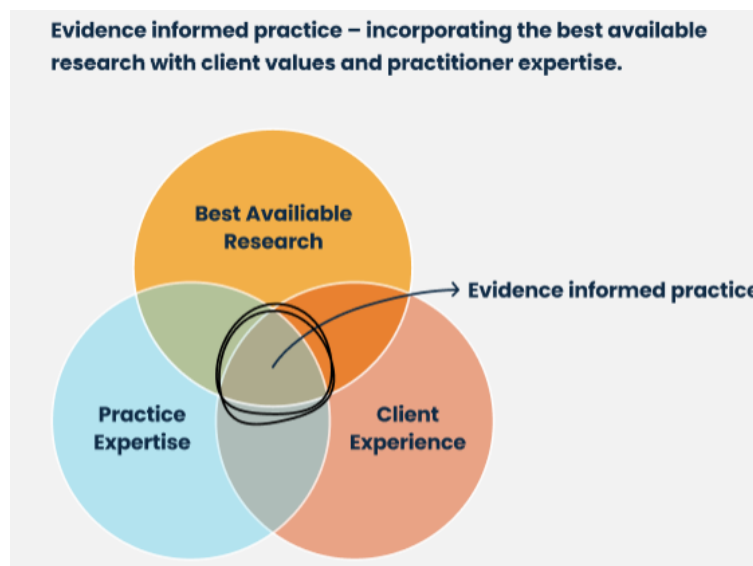 Evidence informed practice – incorporating the best available
research with client values and practitioner expertise.
Best Availiable
Research
Evidence informed practice
Practice
Expertise
Client
Experience